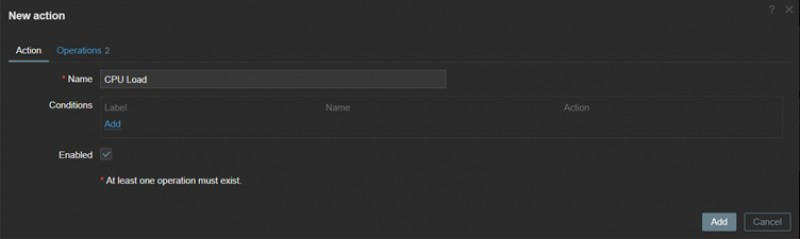 New action
? ×
Action Operations 2
* Name CPU Load
Conditions Label Name Action
Add
Enabled
* At least one operation must exist.
Add Cancel